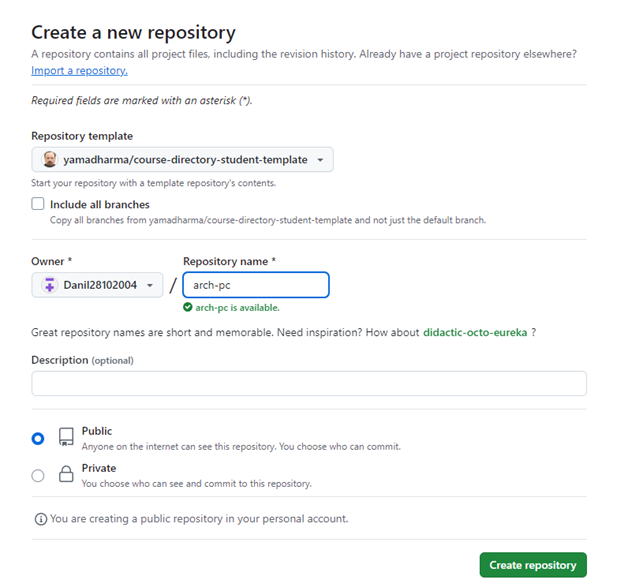 Create a new repository
A repository contains all project files, including the revision history. Already have a project repository elsewhere?
Import a repository.
Required fields are marked with an asterisk (*).
Repository template
yamadharma/course-directory-student-template
Start your repository with a template repository's contents.
Include all branches
Copy all branches from yamadharma/course-directory-student-template and not just the default branch.
Owner * Repository name *
Danil28102004 / arch-pc
arch-pc is available.
Great repository names are short and memorable. Need inspiration? How about didactic-octo-eureka ?
Description (optional)
Public
Anyone on the internet can see this repository. You choose who can commit.
Private
You choose who can see and commit to this repository.
You are creating a public repository in your personal account.
Create repository